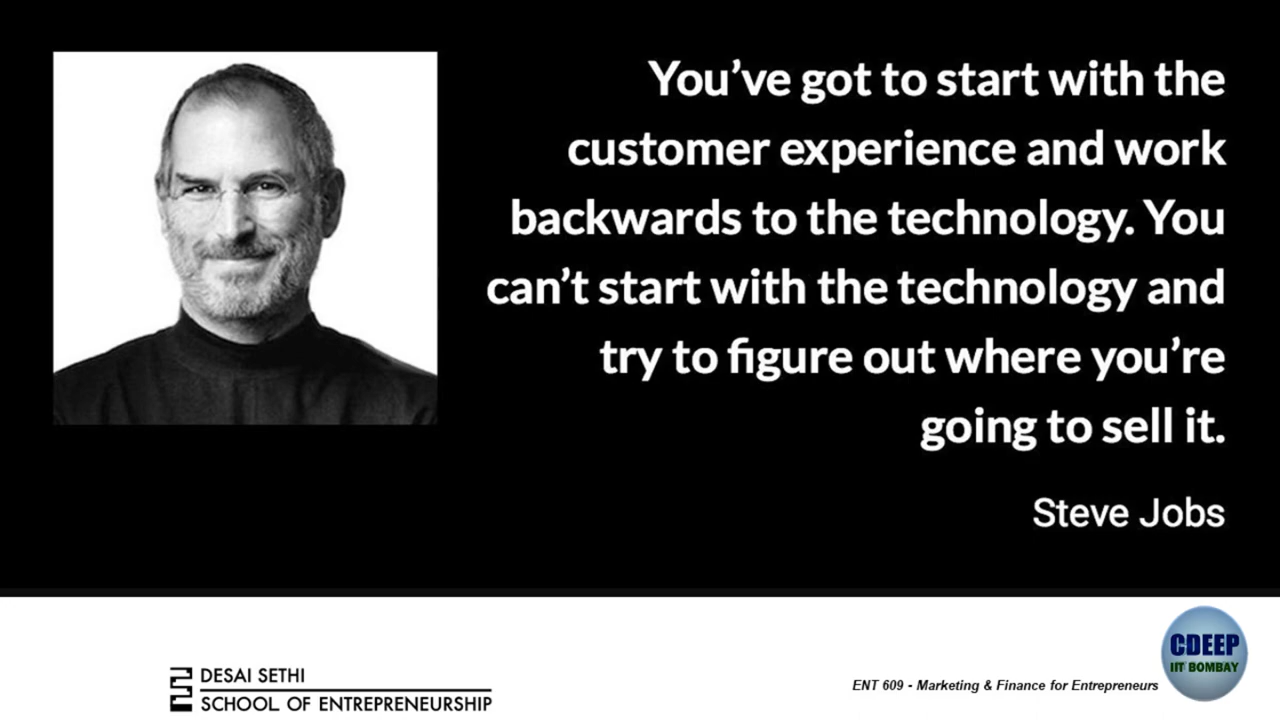 You’ve got to start with the
customer experience and work
backwards to the technology. You
can’t start with the technology and
try to figure out where you’re
going to sell it.
Steve Jobs
DESAI SETHI
SCHOOL OF ENTREPRENEURSHIP
ENT 609 - Marketing & Finance for Entrepreneurs
CDEEP
IIT BOMBAY